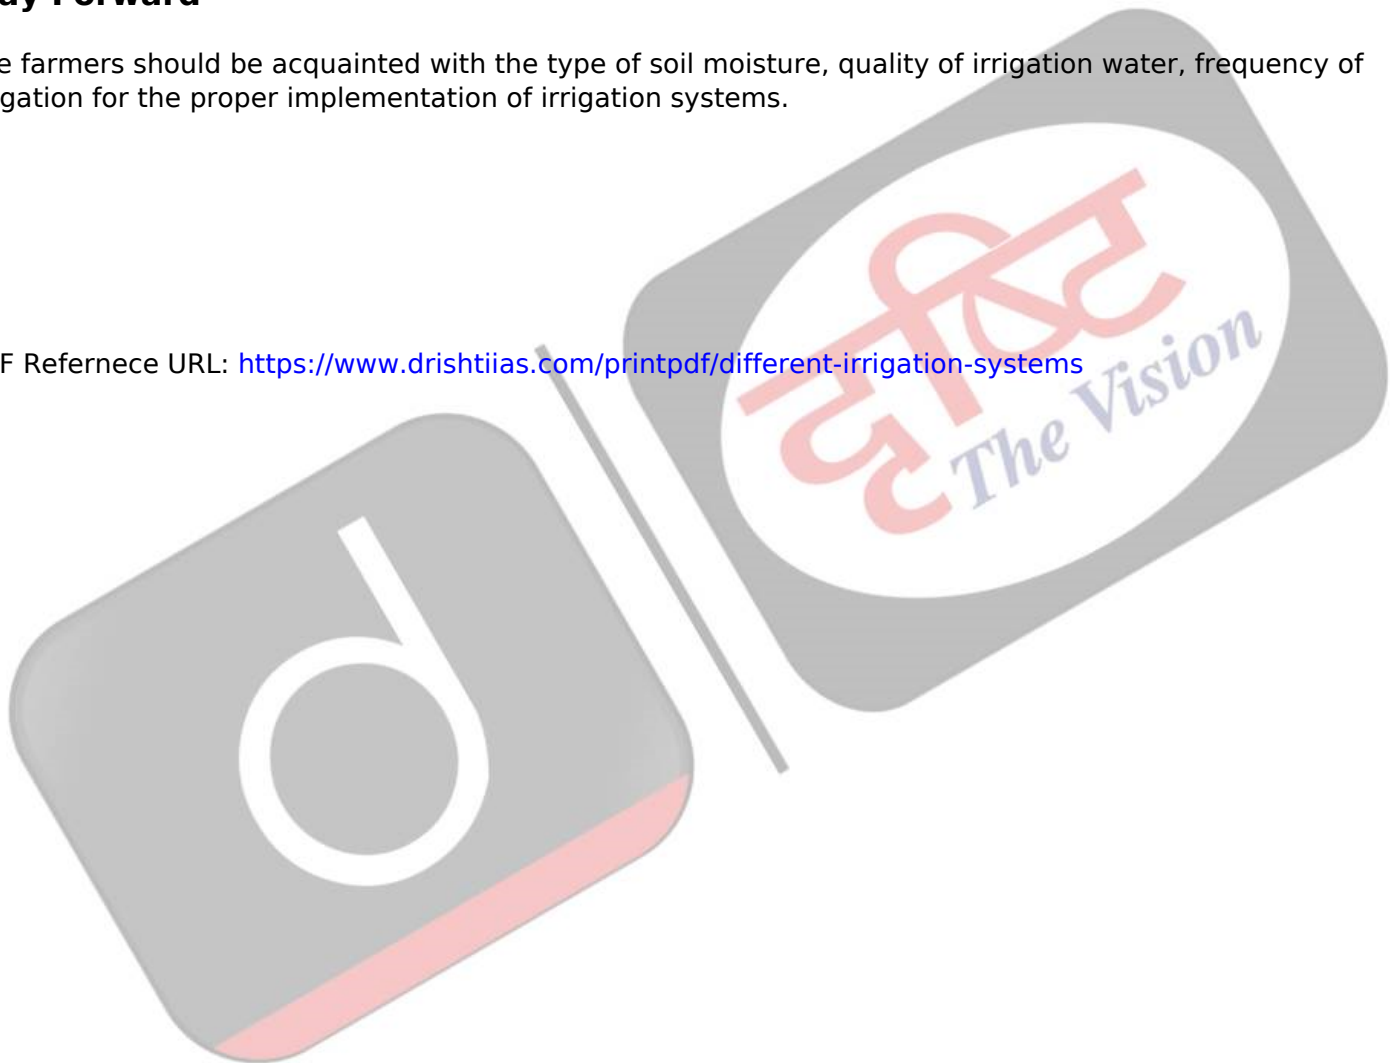 ay Forward
e farmers should be acquainted with the type of soil moisture, quality of irrigation water, frequency of
gation for the proper implementation of irrigation systems.
F Refernece URL: https://www.drishtiias.com/printpdf/different-irrigation-systems
दृष्टि
The Vision
d